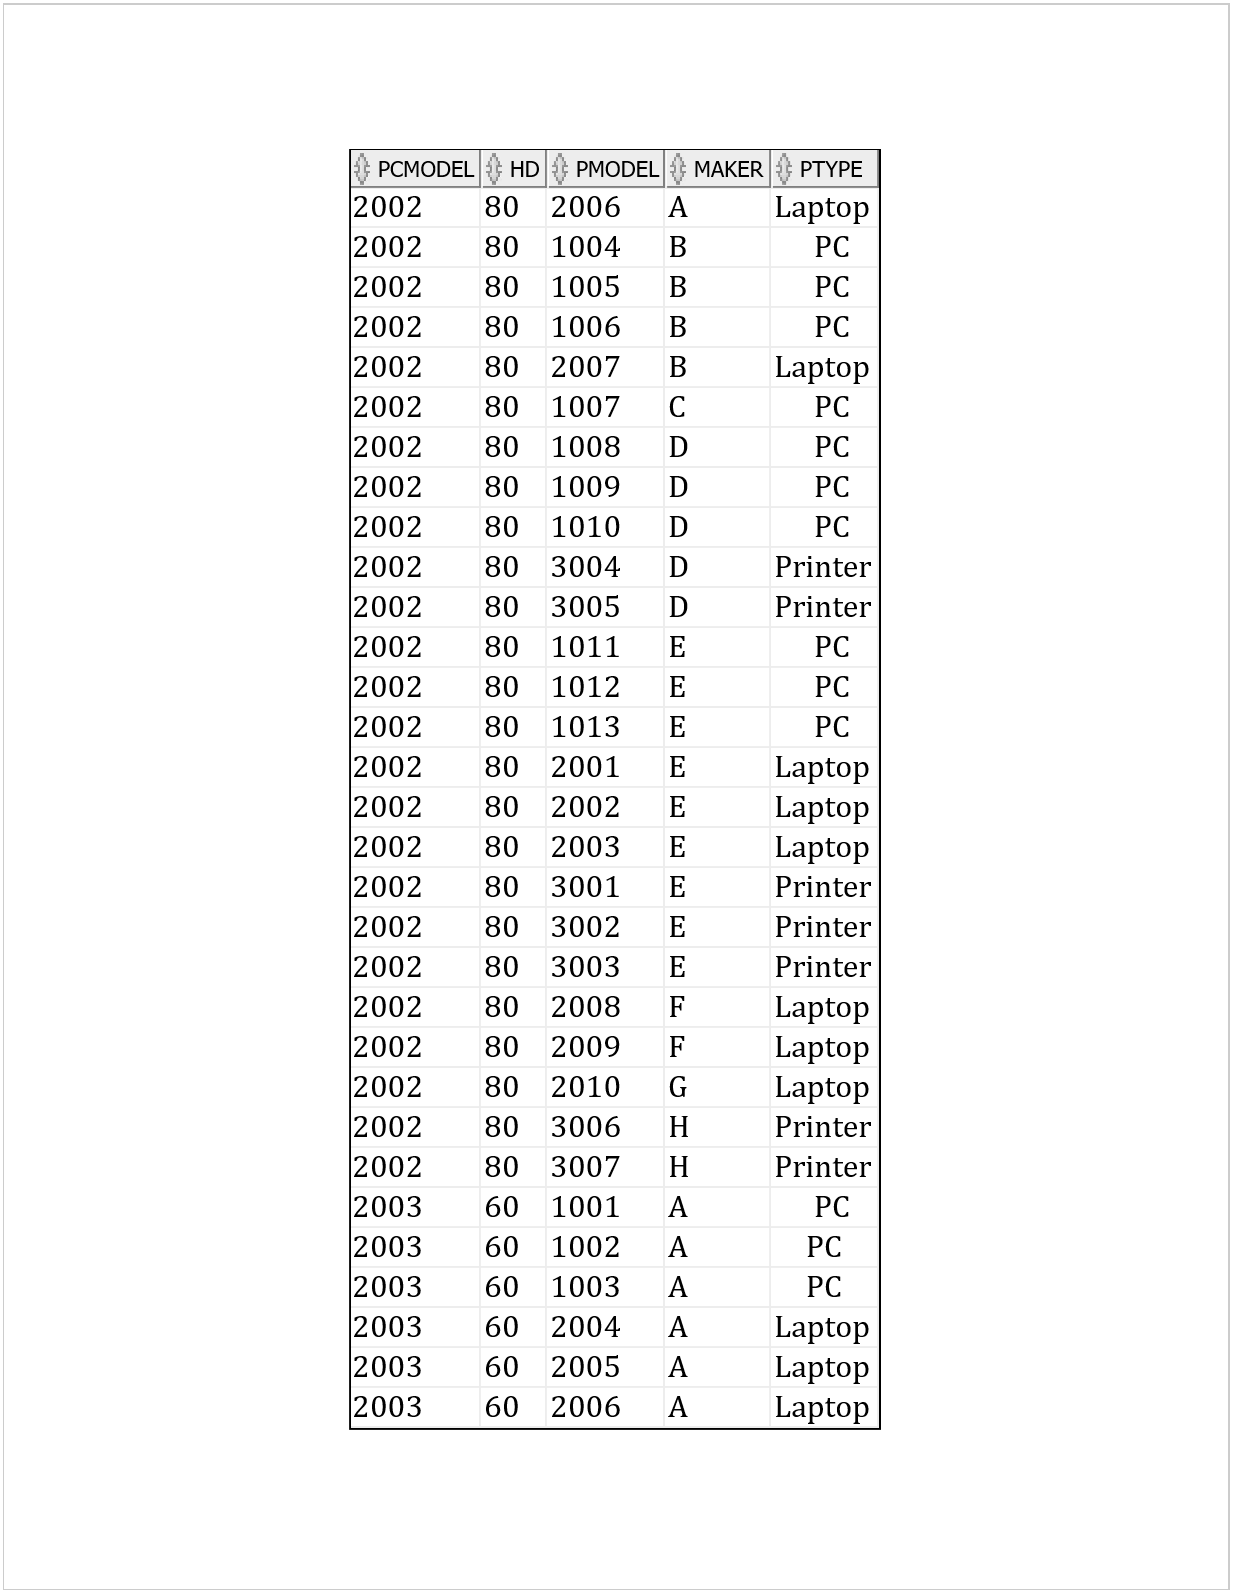 PCMODEL HD PMODEL MAKER PTYPE
2002 80 2006 A Laptop
2002 80 1004 B PC
2002 80 1005 B PC
2002 80 1006 B PC
2002 80 2007 B Laptop
2002 80 1007 C PC
2002 80 1008 D PC
2002 80 1009 D PC
2002 80 1010 D PC
2002 80 3004 D Printer
2002 80 3005 D Printer
2002 80 1011 E PC
2002 80 1012 E PC
2002 80 1013 E PC
2002 80 2001 E Laptop
2002 80 2002 E Laptop
2002 80 2003 E Laptop
2002 80 3001 E Printer
2002 80 3002 E Printer
2002 80 3003 E Printer
2002 80 2008 F Laptop
2002 80 2009 F Laptop
2002 80 2010 G Laptop
2002 80 3006 H Printer
2002 80 3007 H Printer
2003 60 1001 A PC
2003 60 1002 A PC
2003 60 1003 A PC
2003 60 2004 A Laptop
2003 60 2005 A Laptop
2003 60 2006 A Laptop